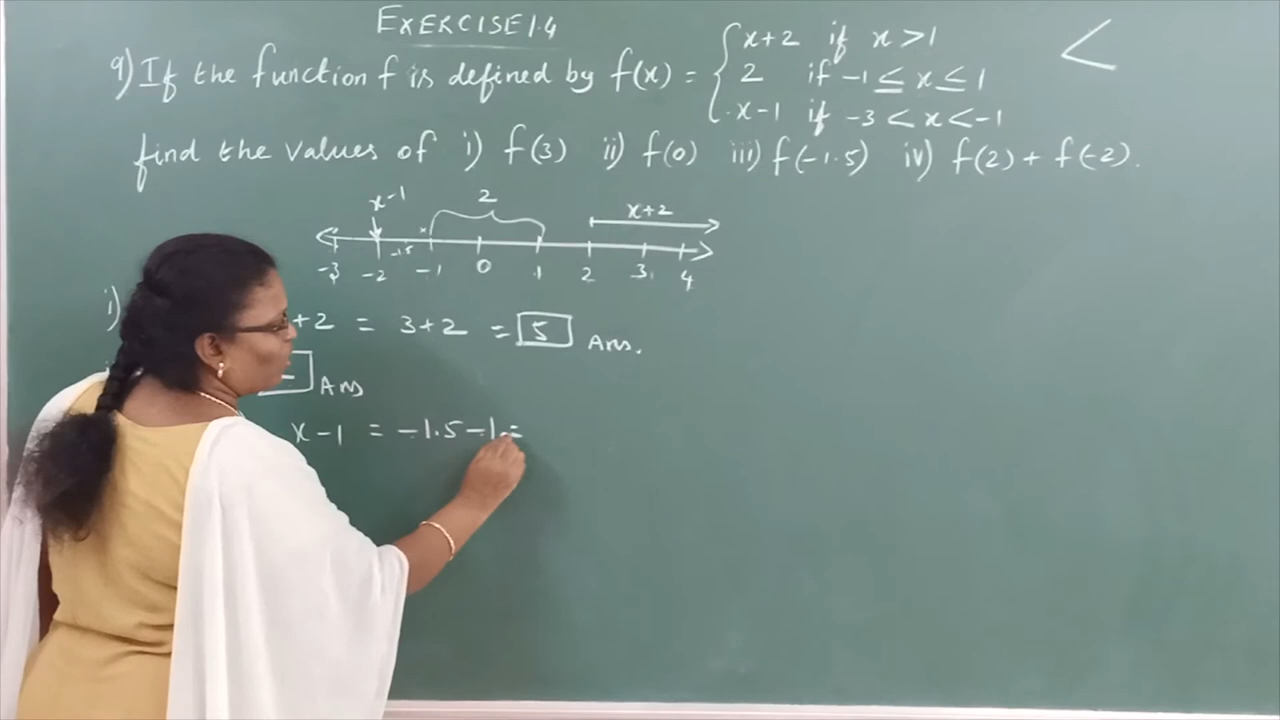 EXERCISE 1.4
9) If the function f is defined by f(x) = { x+2 if x > 1
2 if -1 ≤ x ≤ 1
x-1 if -3 < x < -1
<
find the values of i) f(3) ii) f(0) iii) f(-1.5) iv) f(2) + f(-2).
x-1 2 x+2
-3 -2 -1.5 -1 0 1 2 3 4
i) +2 = 3+2 = 5 Ans.
Ans
x-1 = -1.5-1 =